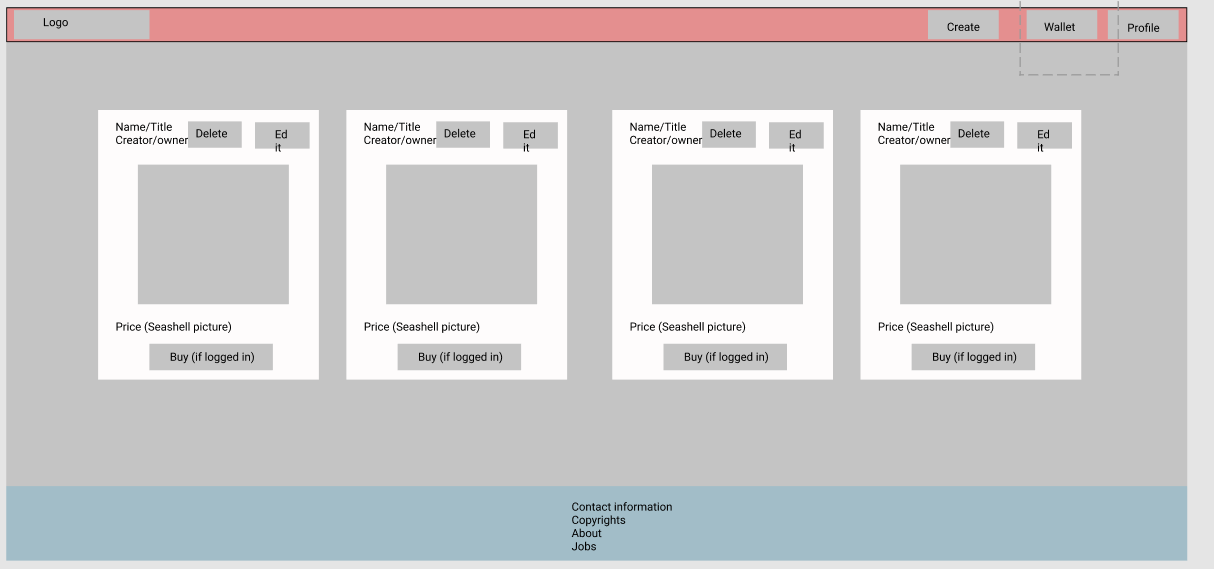 Logo
Create
Wallet
Profile
Name/Title
Creator/owner
Delete
Ed
it
Price (Seashell picture)
Buy (if logged in)
Name/Title
Creator/owner
Delete
Ed
it
Price (Seashell picture)
Buy (if logged in)
Name/Title
Creator/owner
Delete
Ed
it
Price (Seashell picture)
Buy (if logged in)
Name/Title
Creator/owner
Delete
Ed
it
Price (Seashell picture)
Buy (if logged in)
Contact information
Copyrights
About
Jobs